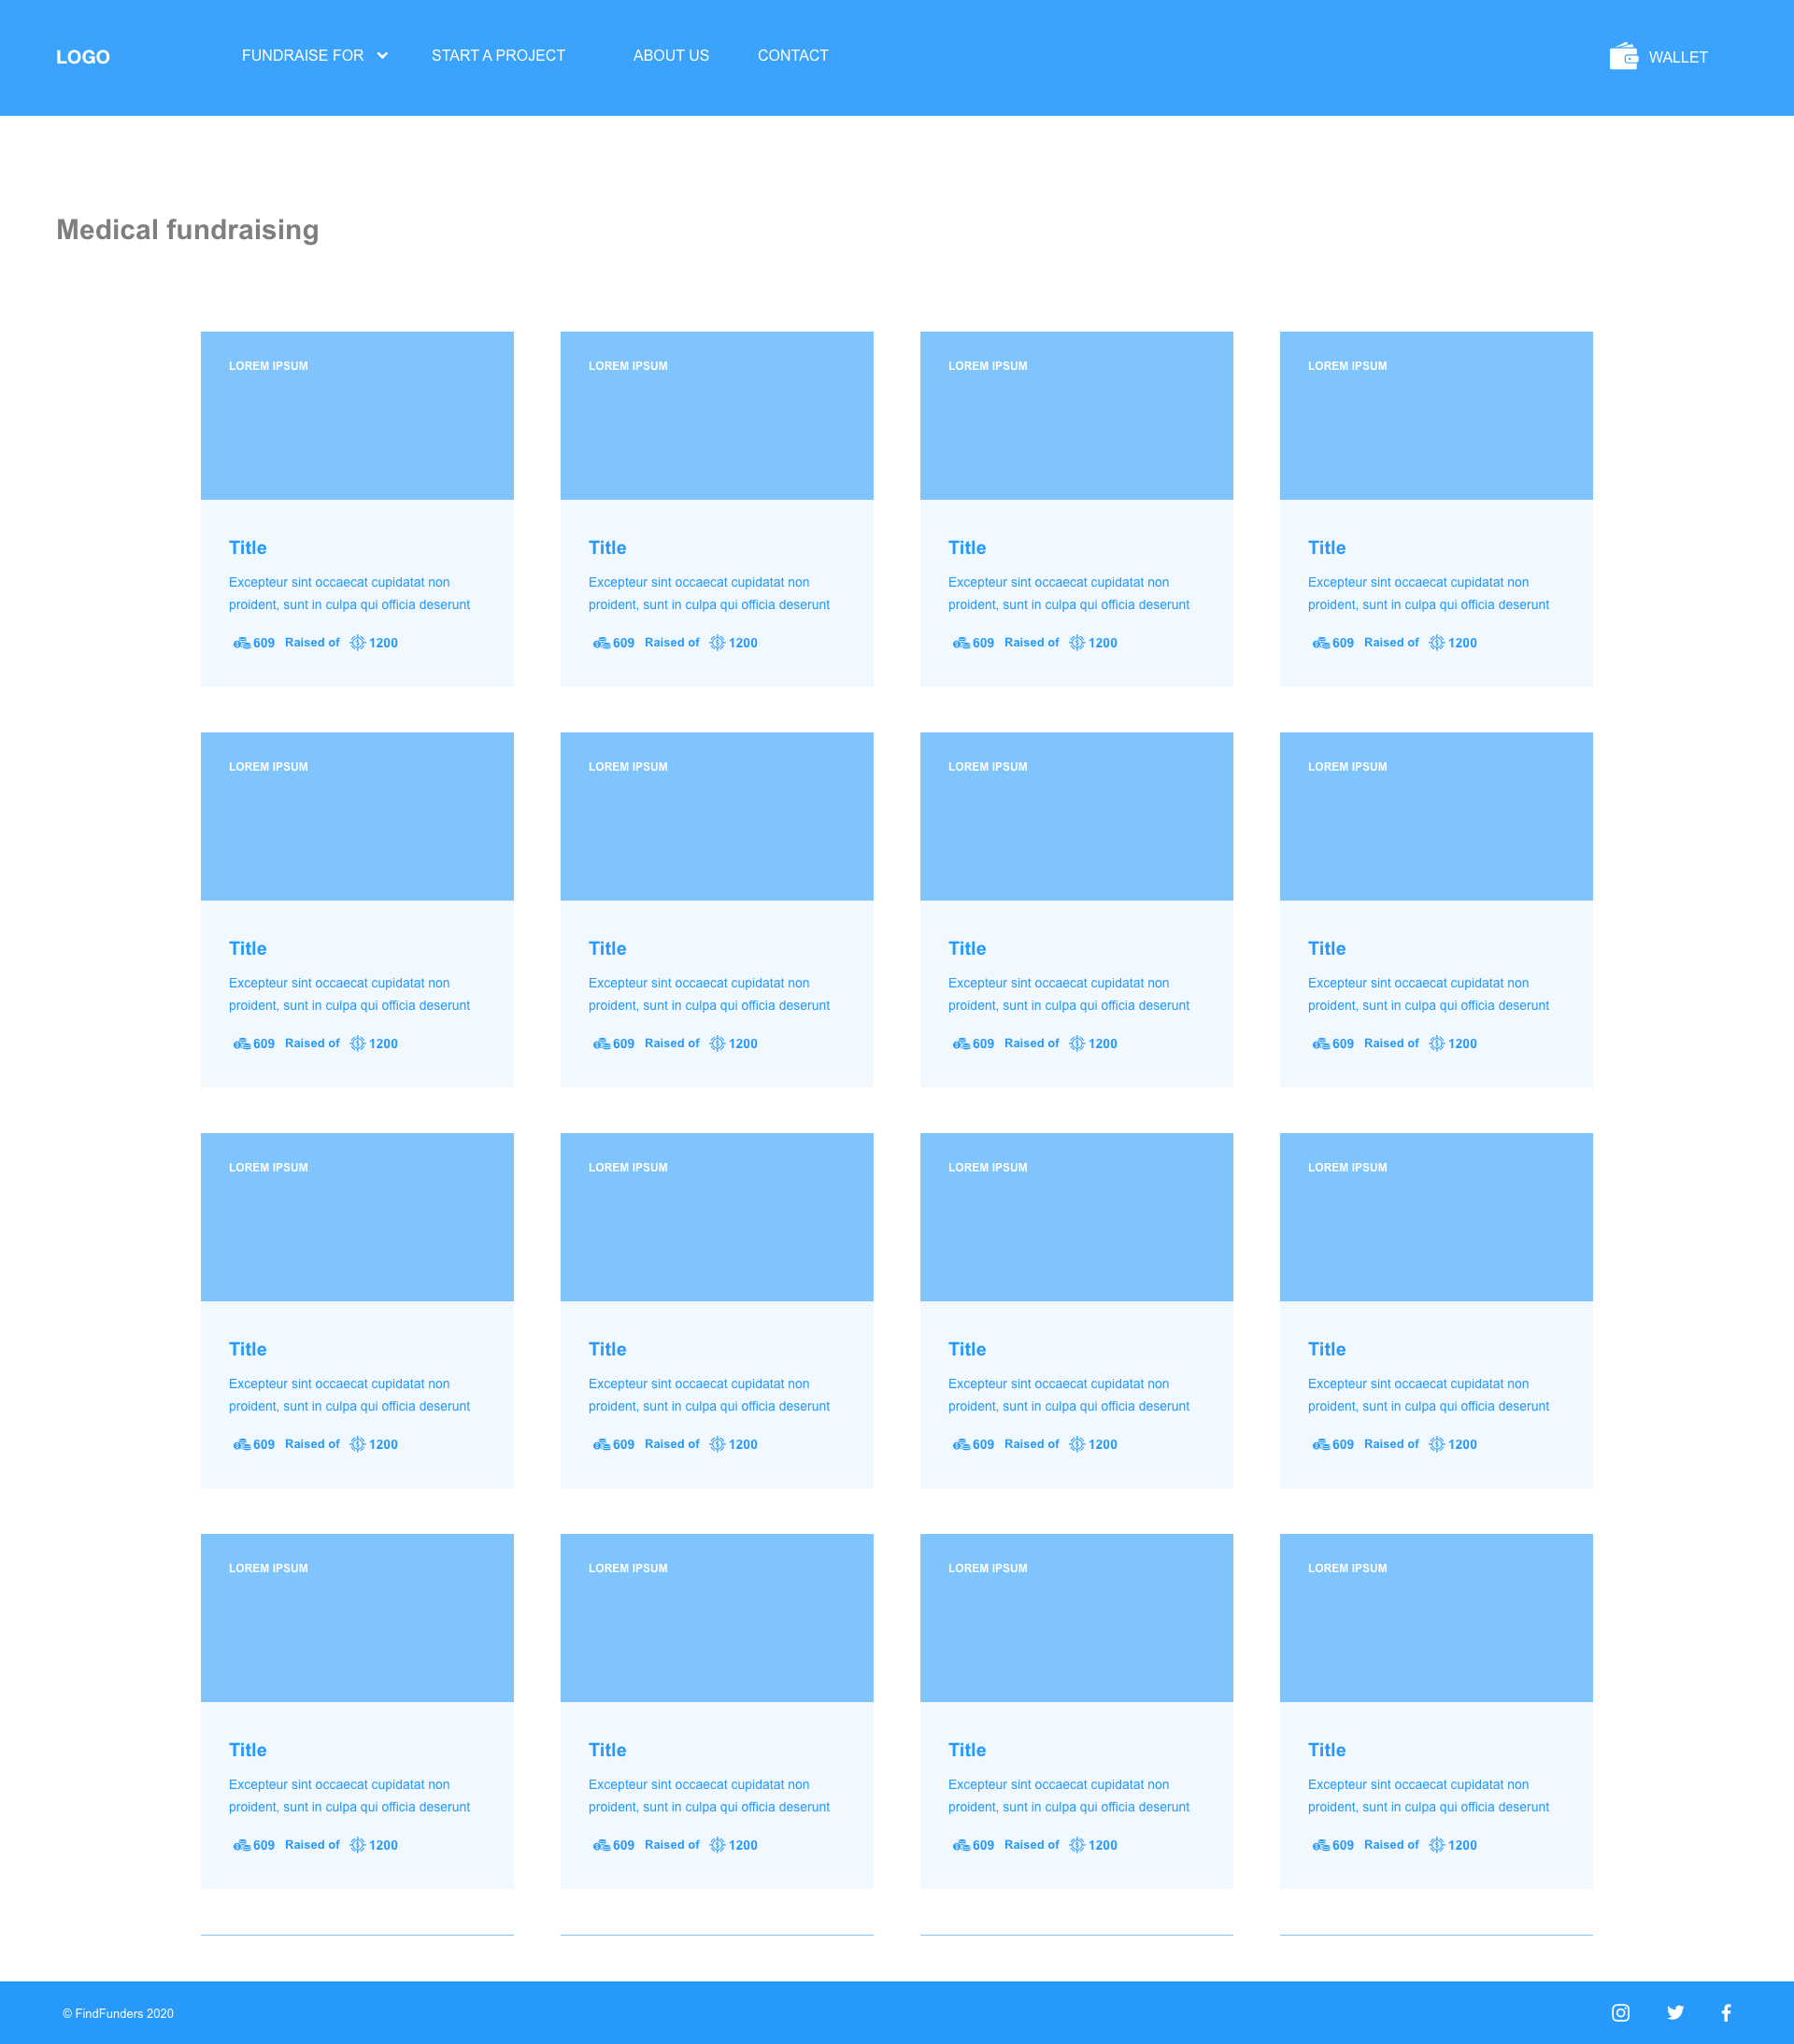 LOGO FUNDRAISE FOR START A PROJECT ABOUT US CONTACT WALLET
Medical fundraising
LOREM IPSUM LOREM IPSUM LOREM IPSUM LOREM IPSUM
Title Title Title Title
Excepteur sint occaecat cupidatat non Excepteur sint occaecat cupidatat non Excepteur sint occaecat cupidatat non Excepteur sint occaecat cupidatat non
proident, sunt in culpa qui officia deserunt proident, sunt in culpa qui officia deserunt proident, sunt in culpa qui officia deserunt proident, sunt in culpa qui officia deserunt
609 Raised of 1200 609 Raised of 1200 609 Raised of 1200 609 Raised of 1200
LOREM IPSUM LOREM IPSUM LOREM IPSUM LOREM IPSUM
Title Title Title Title
Excepteur sint occaecat cupidatat non Excepteur sint occaecat cupidatat non Excepteur sint occaecat cupidatat non Excepteur sint occaecat cupidatat non
proident, sunt in culpa qui officia deserunt proident, sunt in culpa qui officia deserunt proident, sunt in culpa qui officia deserunt proident, sunt in culpa qui officia deserunt
609 Raised of 1200 609 Raised of 1200 609 Raised of 1200 609 Raised of 1200
LOREM IPSUM LOREM IPSUM LOREM IPSUM LOREM IPSUM
Title Title Title Title
Excepteur sint occaecat cupidatat non Excepteur sint occaecat cupidatat non Excepteur sint occaecat cupidatat non Excepteur sint occaecat cupidatat non
proident, sunt in culpa qui officia deserunt proident, sunt in culpa qui officia deserunt proident, sunt in culpa qui officia deserunt proident, sunt in culpa qui officia deserunt
609 Raised of 1200 609 Raised of 1200 609 Raised of 1200 609 Raised of 1200
LOREM IPSUM LOREM IPSUM LOREM IPSUM LOREM IPSUM
Title Title Title Title
Excepteur sint occaecat cupidatat non Excepteur sint occaecat cupidatat non Excepteur sint occaecat cupidatat non Excepteur sint occaecat cupidatat non
proident, sunt in culpa qui officia deserunt proident, sunt in culpa qui officia deserunt proident, sunt in culpa qui officia deserunt proident, sunt in culpa qui officia deserunt
609 Raised of 1200 609 Raised of 1200 609 Raised of 1200 609 Raised of 1200
© FindFunders 2020